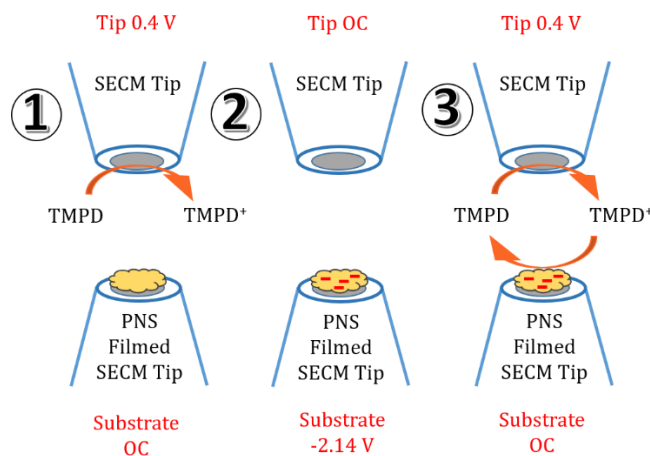 Tip 0.4 V
SECM Tip
1
TMPD
TMPD⁺
PNS
Filmed
SECM Tip
Substrate
OC
Tip OC
SECM Tip
2
PNS
Filmed
SECM Tip
Substrate
-2.14 V
Tip 0.4 V
SECM Tip
3
TMPD
TMPD⁺
PNS
Filmed
SECM Tip
Substrate
OC